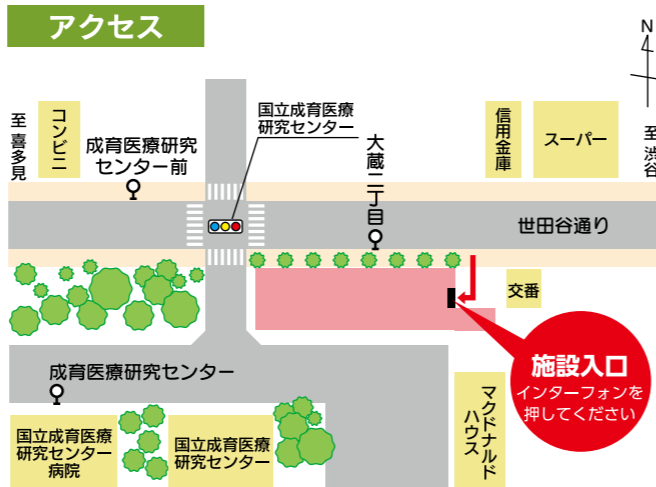 アクセス
N
至 喜多見
コンビニ
成育医療研究
センター前
国立成育医療
研究センター
大蔵二丁目
信用金庫
スーパー
至 渋谷
世田谷通り
交番
施設入口
インターフォンを
押してください
成育医療研究センター
国立成育医療
研究センター
病院
国立成育医療
研究センター
マクドナルド
ハウス